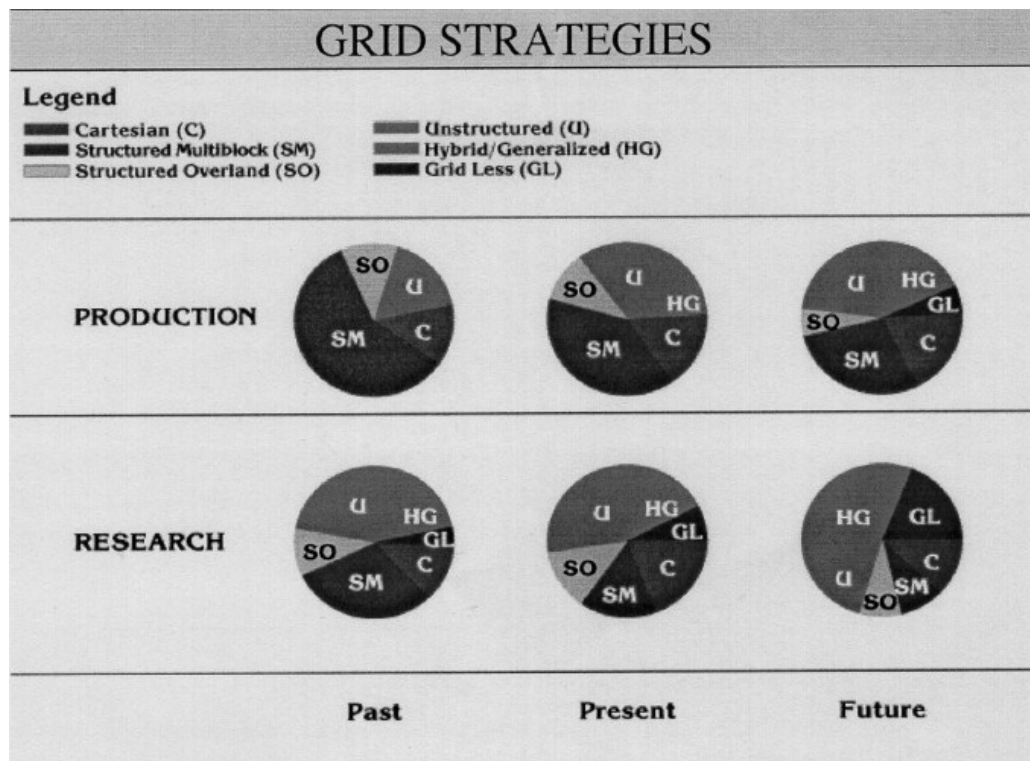 GRID STRATEGIES
Legend
Cartesian (C)
Structured Multiblock (SM)
Structured Overland (SO)
Unstructured (U)
Hybrid/Generalized (HG)
Grid Less (GL)
PRODUCTION
SO
U
C
SM
U
SO
HG
SM
C
U
HG
GL
SO
SM
C
RESEARCH
U
HG
GL
SO
C
SM
U
HG
GL
SO
C
SM
HG
GL
C
SM
U
SO
Past Present Future